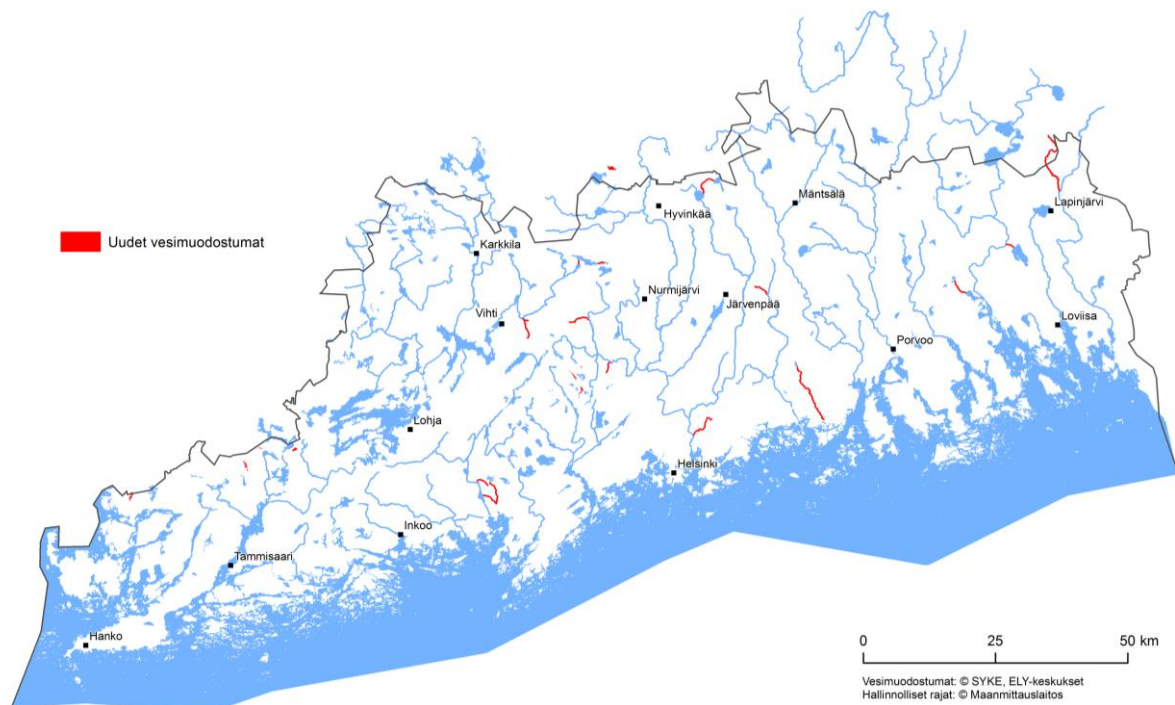 Mäntsälä
Lapinjärvi
Hyvinkää
Uudet vesimuodostumat
Karkkila
Nurmijärvi
Järvenpää
Vihti
Loviisa
Porvoo
Lohja
Helsinki
Inkoo
Tammisaari
Hanko
0 25 50 km
Vesimuodostumat: © SYKE, ELY-keskukset
Hallinnolliset rajat: © Maanmittauslaitos